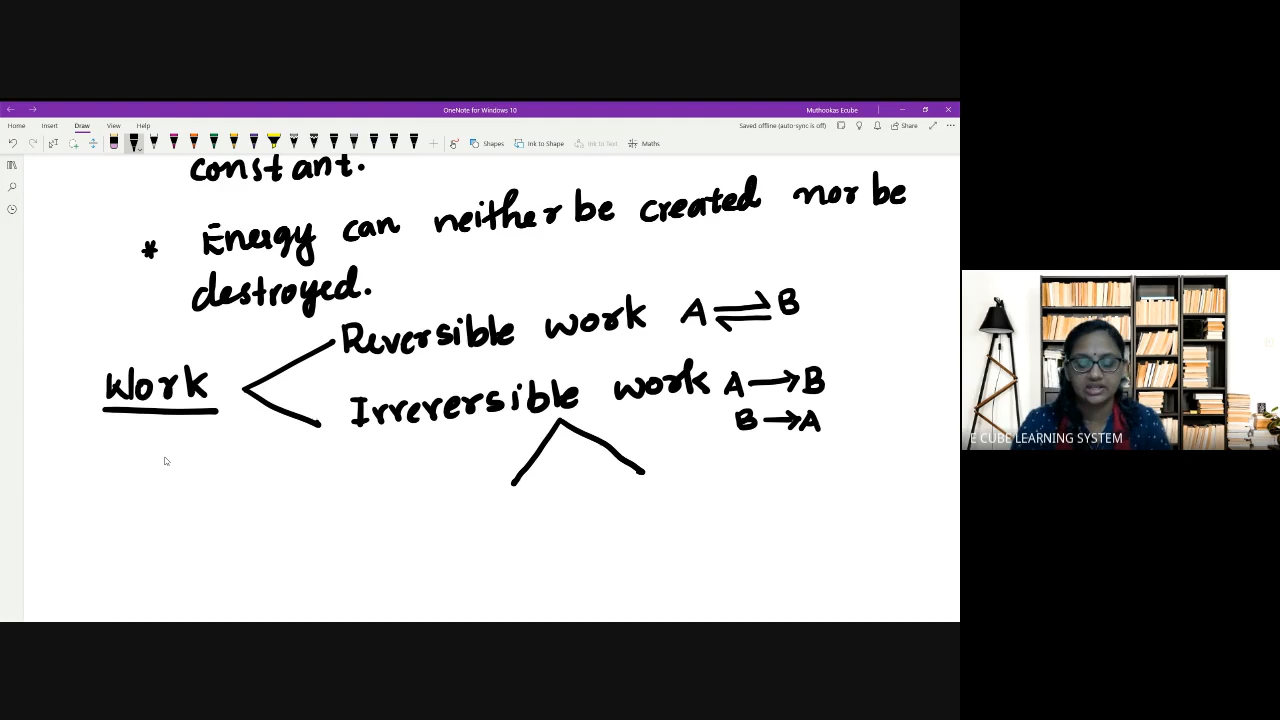 OneNote for Windows 10
Muthookas Ecube
Home Insert Draw View Help
Saved offline (auto-sync is off) Share
Shapes Ink to Shape Ink to Text Maths
constant.
* Energy can neither be created nor be
destroyed.
Reversible work A ⇌ B
Work
Irreversible work A → B
B → A
E CUBE LEARNING SYSTEM